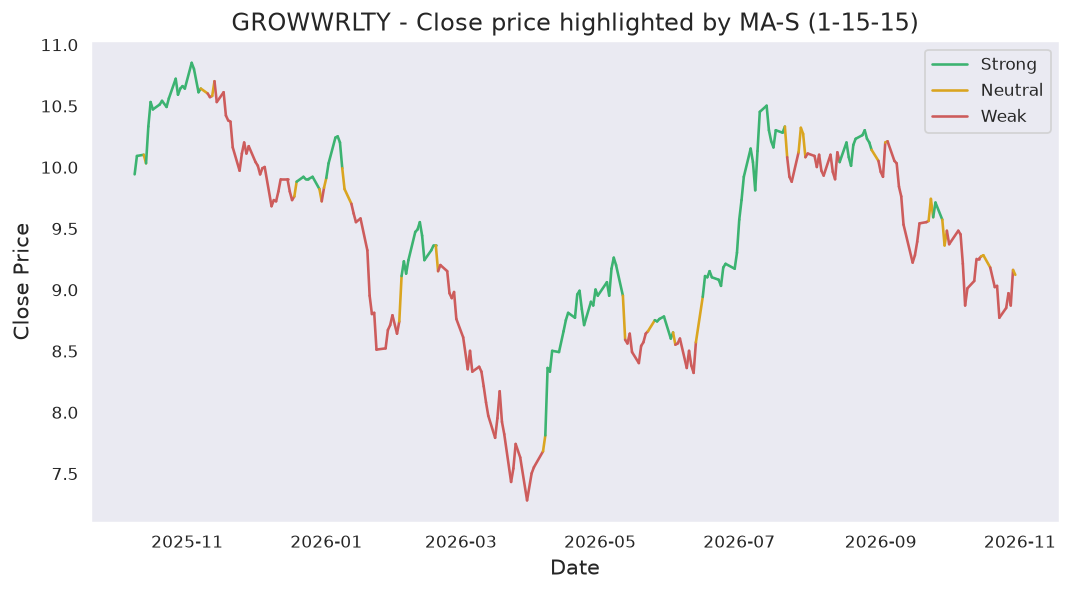 GROWWRLTY - Close price highlighted by MA-S (1-15-15)
Strong
Neutral
Weak
Close Price
11.0
10.5
10.0
9.5
9.0
8.5
8.0
7.5
2025-11
2026-01
2026-03
2026-05
2026-07
2026-09
2026-11
Date